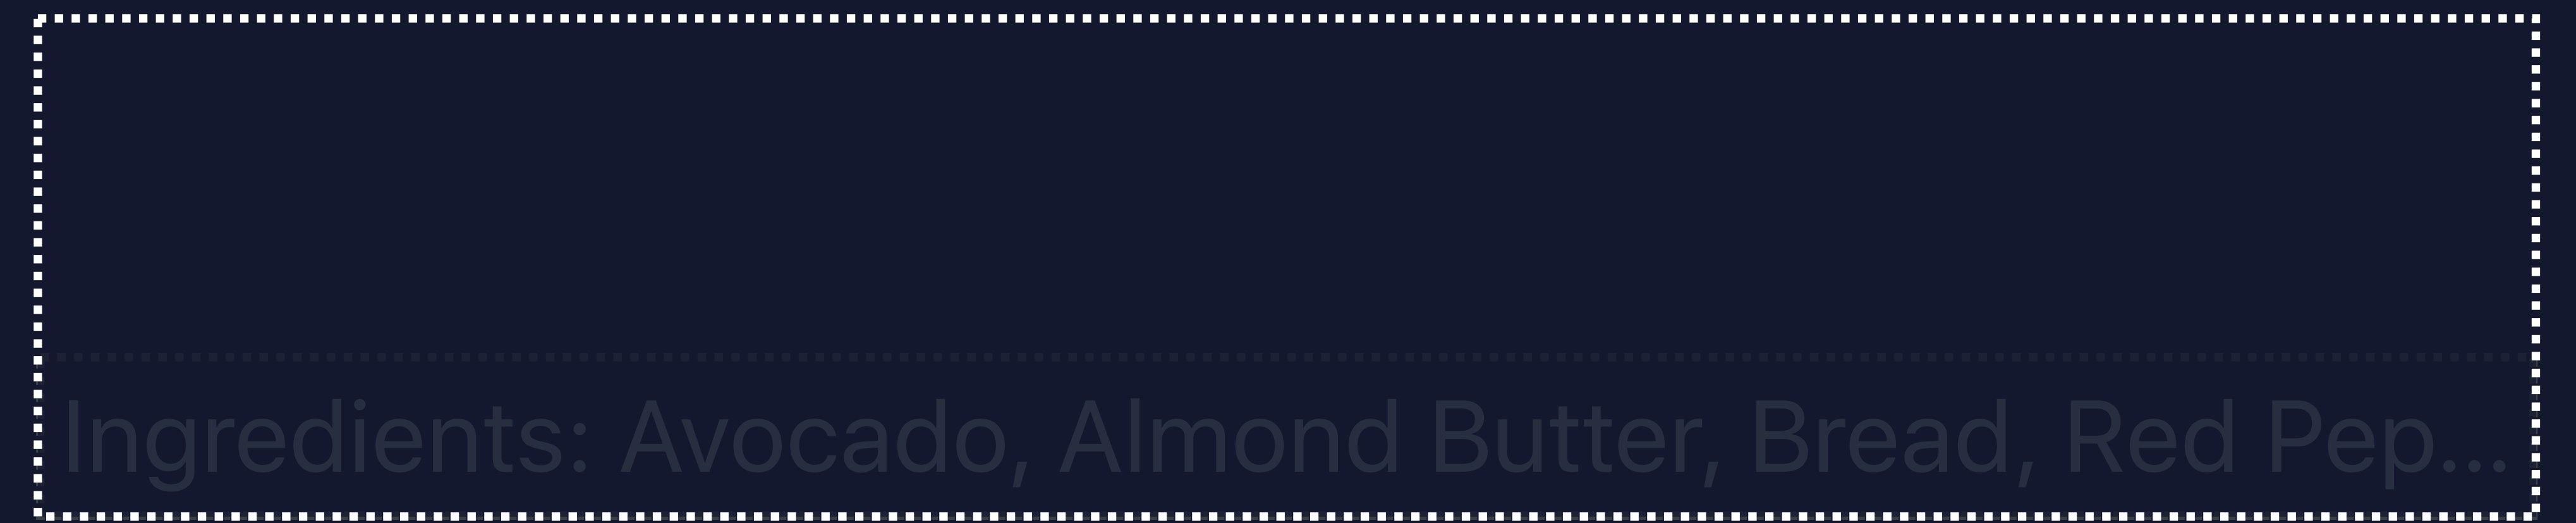 Ingredients: Avocado, Almond Butter, Bread, Red Pep...